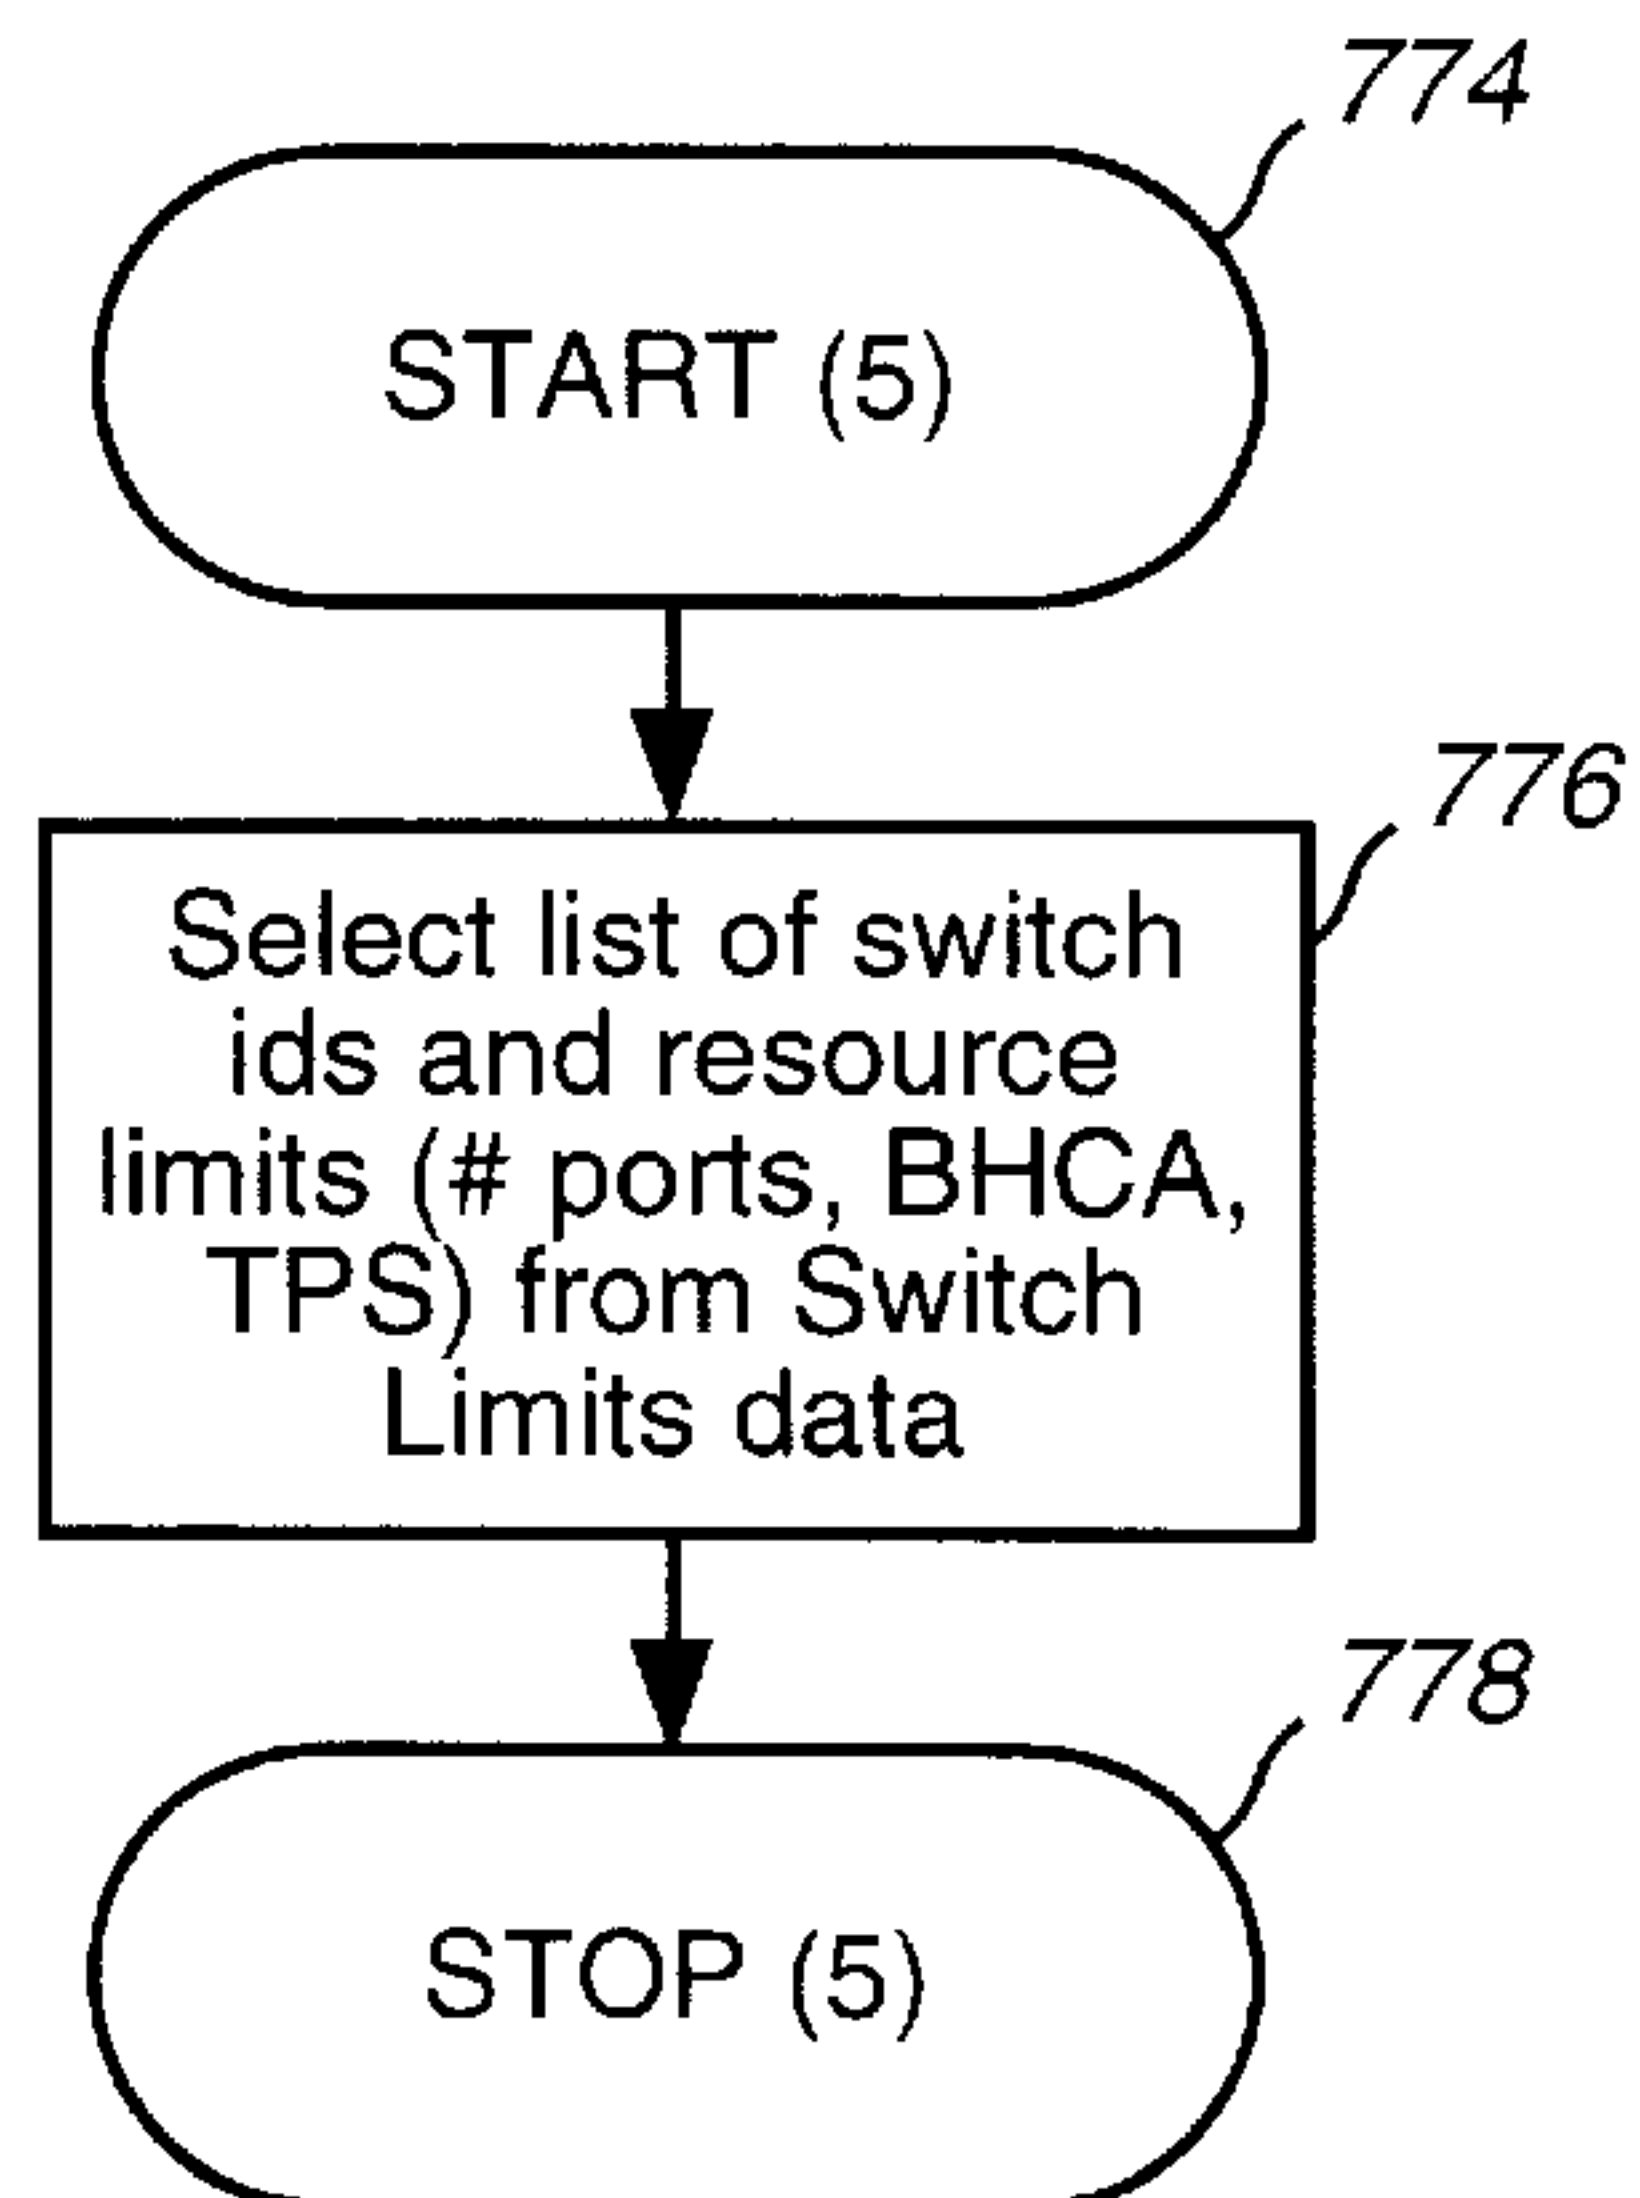 774
START (5)
776
Select list of switch
ids and resource
limits (# ports, BHCA,
TPS) from Switch
Limits data
778
STOP (5)